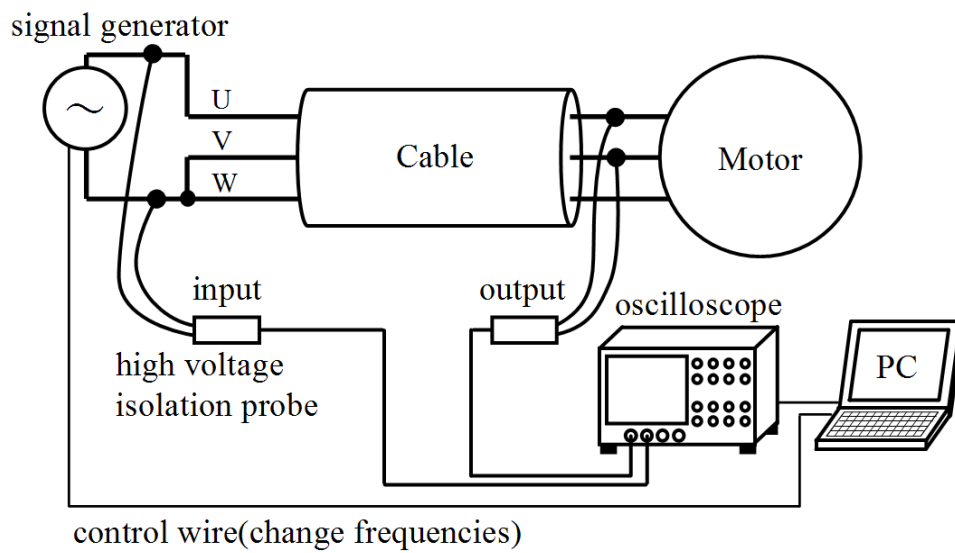 signal generator
U
V
W
Cable
Motor
input
output
oscilloscope
high voltage
isolation probe
PC
control wire(change frequencies)